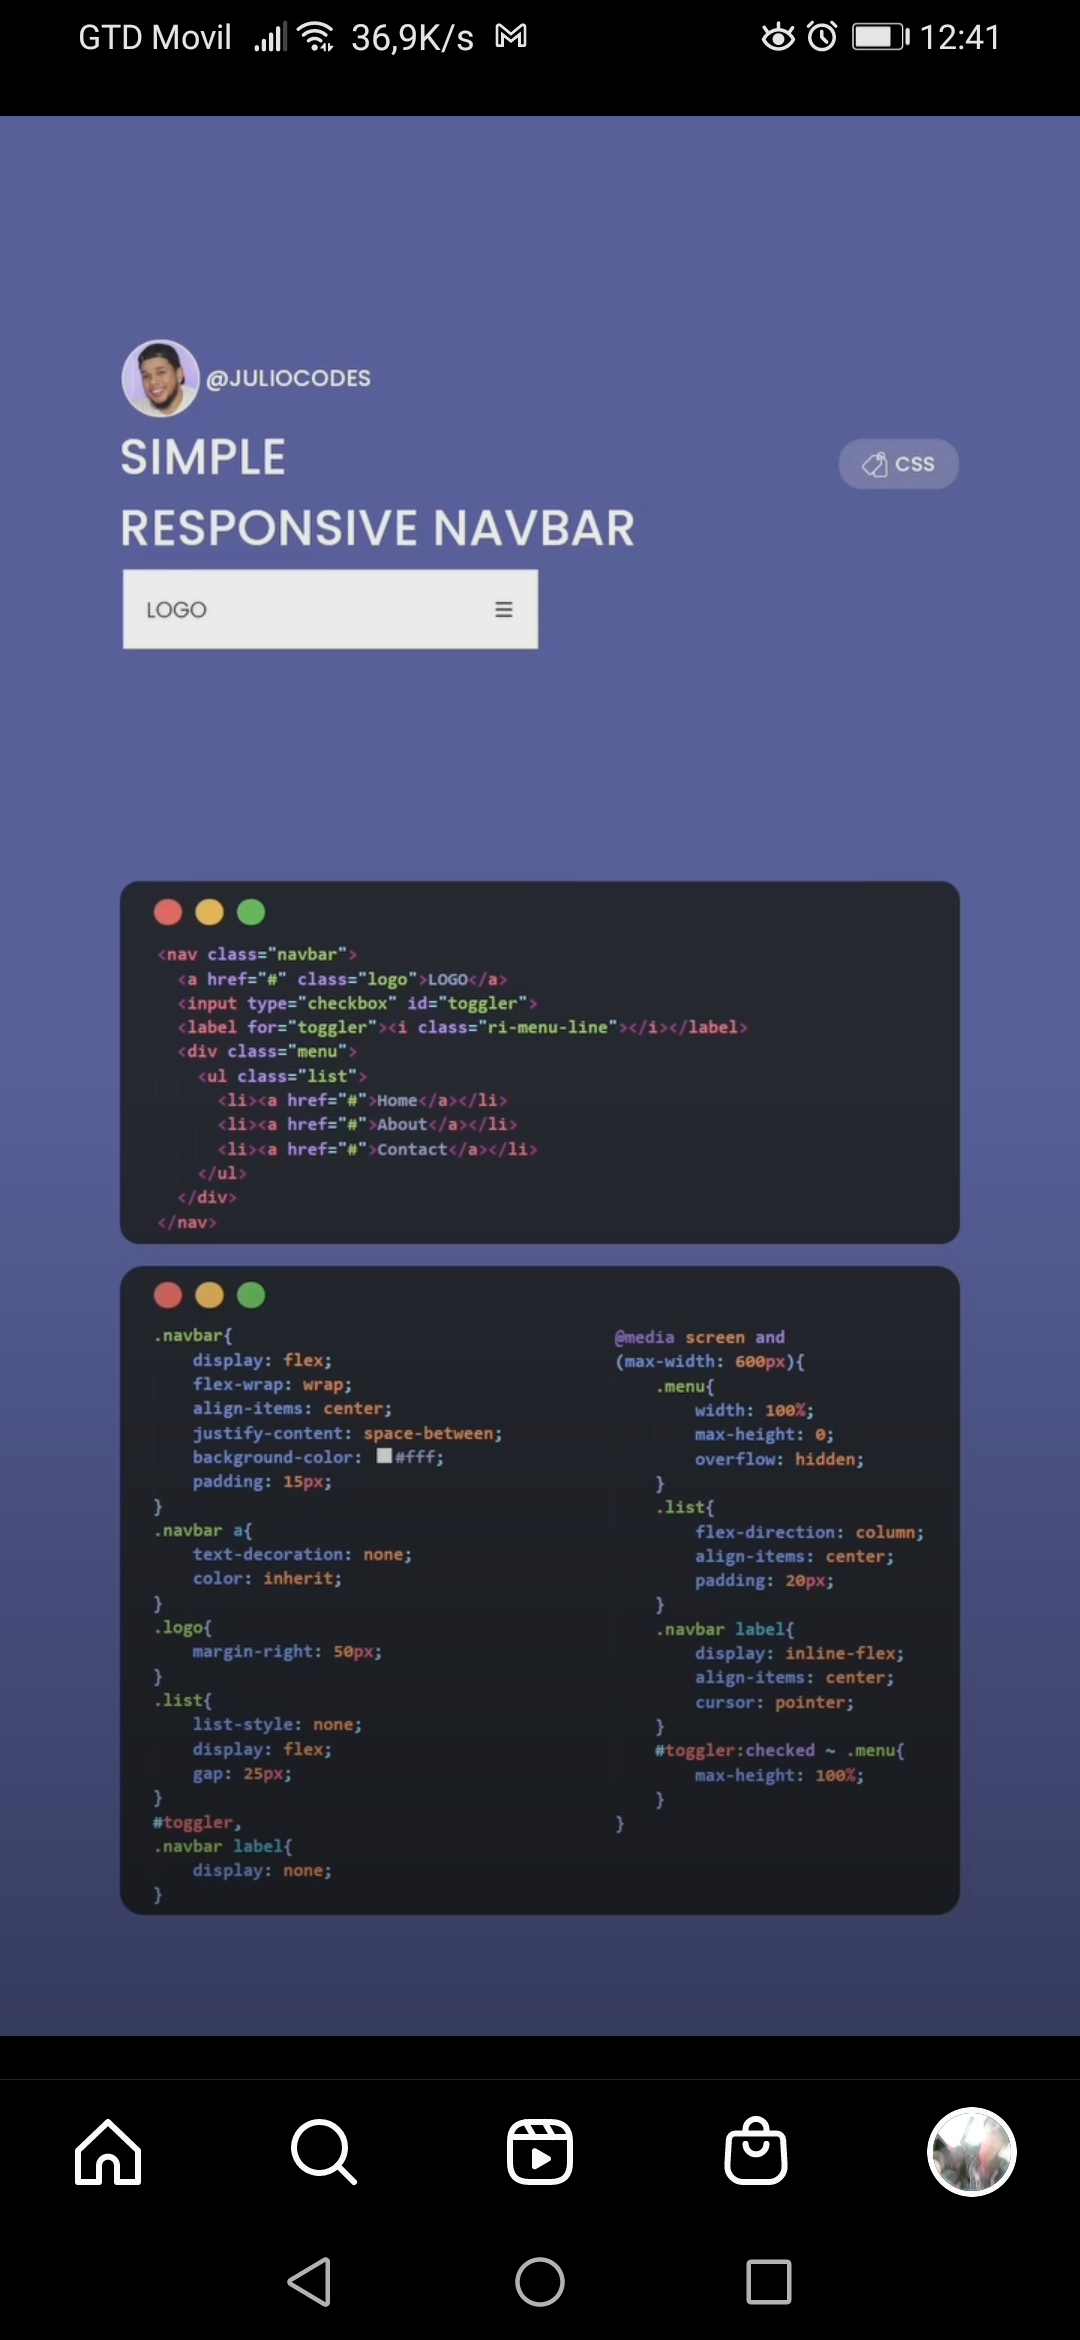 GTD Movil 36,9K/s 12:41
@JULIOCODES
SIMPLE
RESPONSIVE NAVBAR
CSS
LOGO
<nav class="navbar">
<a href="#" class="logo">LOGO</a>
<input type="checkbox" id="toggler">
<label for="toggler"><i class="ri-menu-line"></i></label>
<div class="menu">
<ul class="list">
<li><a href="#">Home</a></li>
<li><a href="#">About</a></li>
<li><a href="#">Contact</a></li>
</ul>
</div>
</nav>
.navbar{
display: flex;
flex-wrap: wrap;
align-items: center;
justify-content: space-between;
background-color: #fff;
padding: 15px;
}
.navbar a{
text-decoration: none;
color: inherit;
}
.logo{
margin-right: 50px;
}
.list{
list-style: none;
display: flex;
gap: 25px;
}
#toggler,
.navbar label{
display: none;
}
@media screen and
(max-width: 600px){
.menu{
width: 100%;
max-height: 0;
overflow: hidden;
}
.list{
flex-direction: column;
align-items: center;
padding: 20px;
}
.navbar label{
display: inline-flex;
align-items: center;
cursor: pointer;
}
#toggler:checked ~ .menu{
max-height: 100%;
}
}